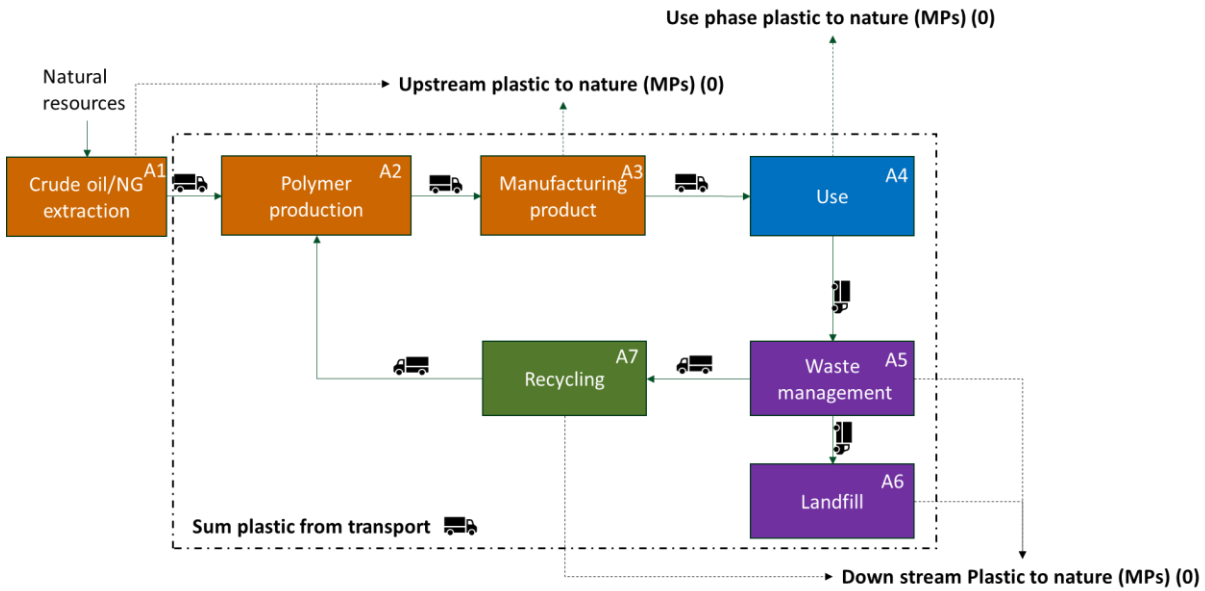 Use phase plastic to nature (MPs) (0)
Natural
resources
Upstream plastic to nature (MPs) (0)
A1
Crude oil/NG
extraction
A2
Polymer
production
A3
Manufacturing
product
A4
Use
A7
Recycling
A5
Waste
management
A6
Landfill
Sum plastic from transport
Down stream Plastic to nature (MPs) (0)